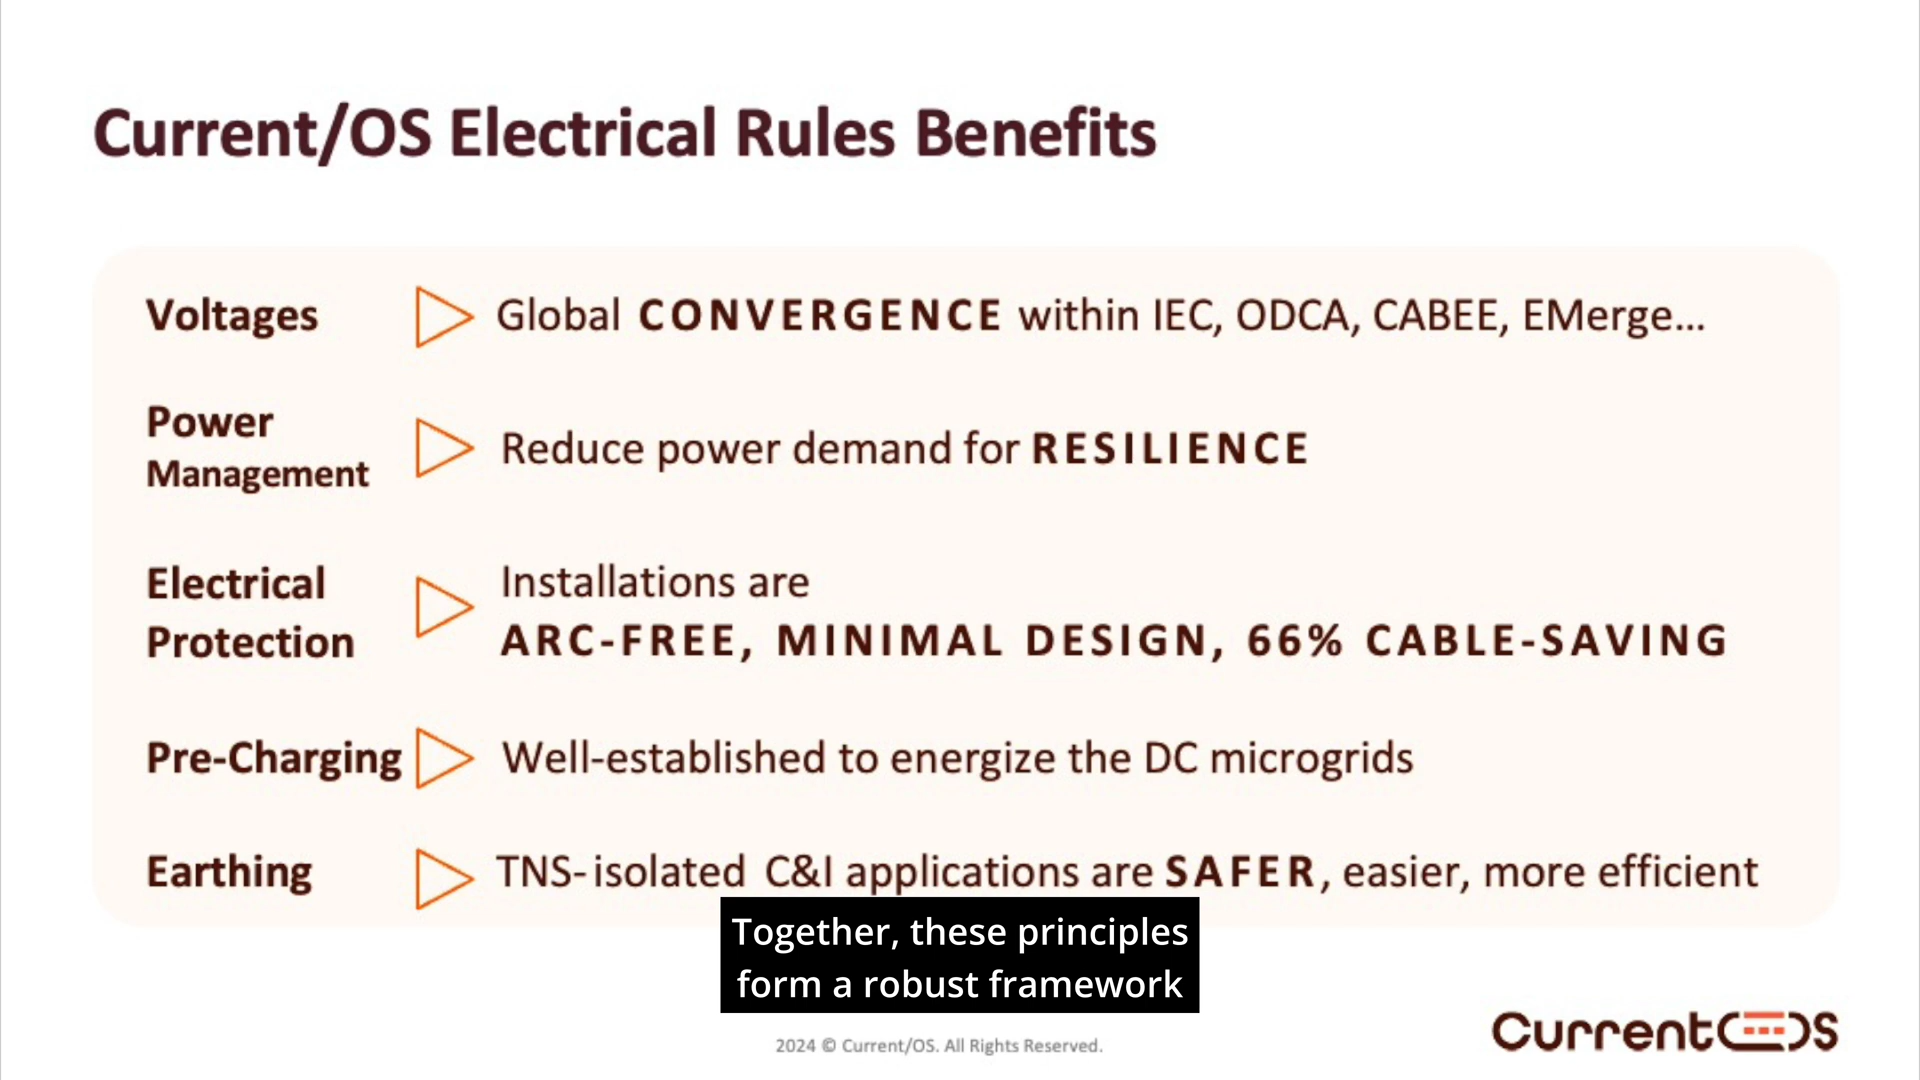 Current/OS Electrical Rules Benefits
Voltages
Global CONVERGENCE within IEC, ODCA, CABEE, EMerge...
Power
Management
Reduce power demand for RESILIENCE
Electrical
Protection
Installations are
ARC-FREE, MINIMAL DESIGN, 66% CABLE-SAVING
Pre-Charging
Well-established to energize the DC microgrids
Earthing
TNS-isolated C&I applications are SAFER, easier, more efficient
Together, these principles
form a robust framework
2024 © Current/OS. All Rights Reserved.
CurrentOS